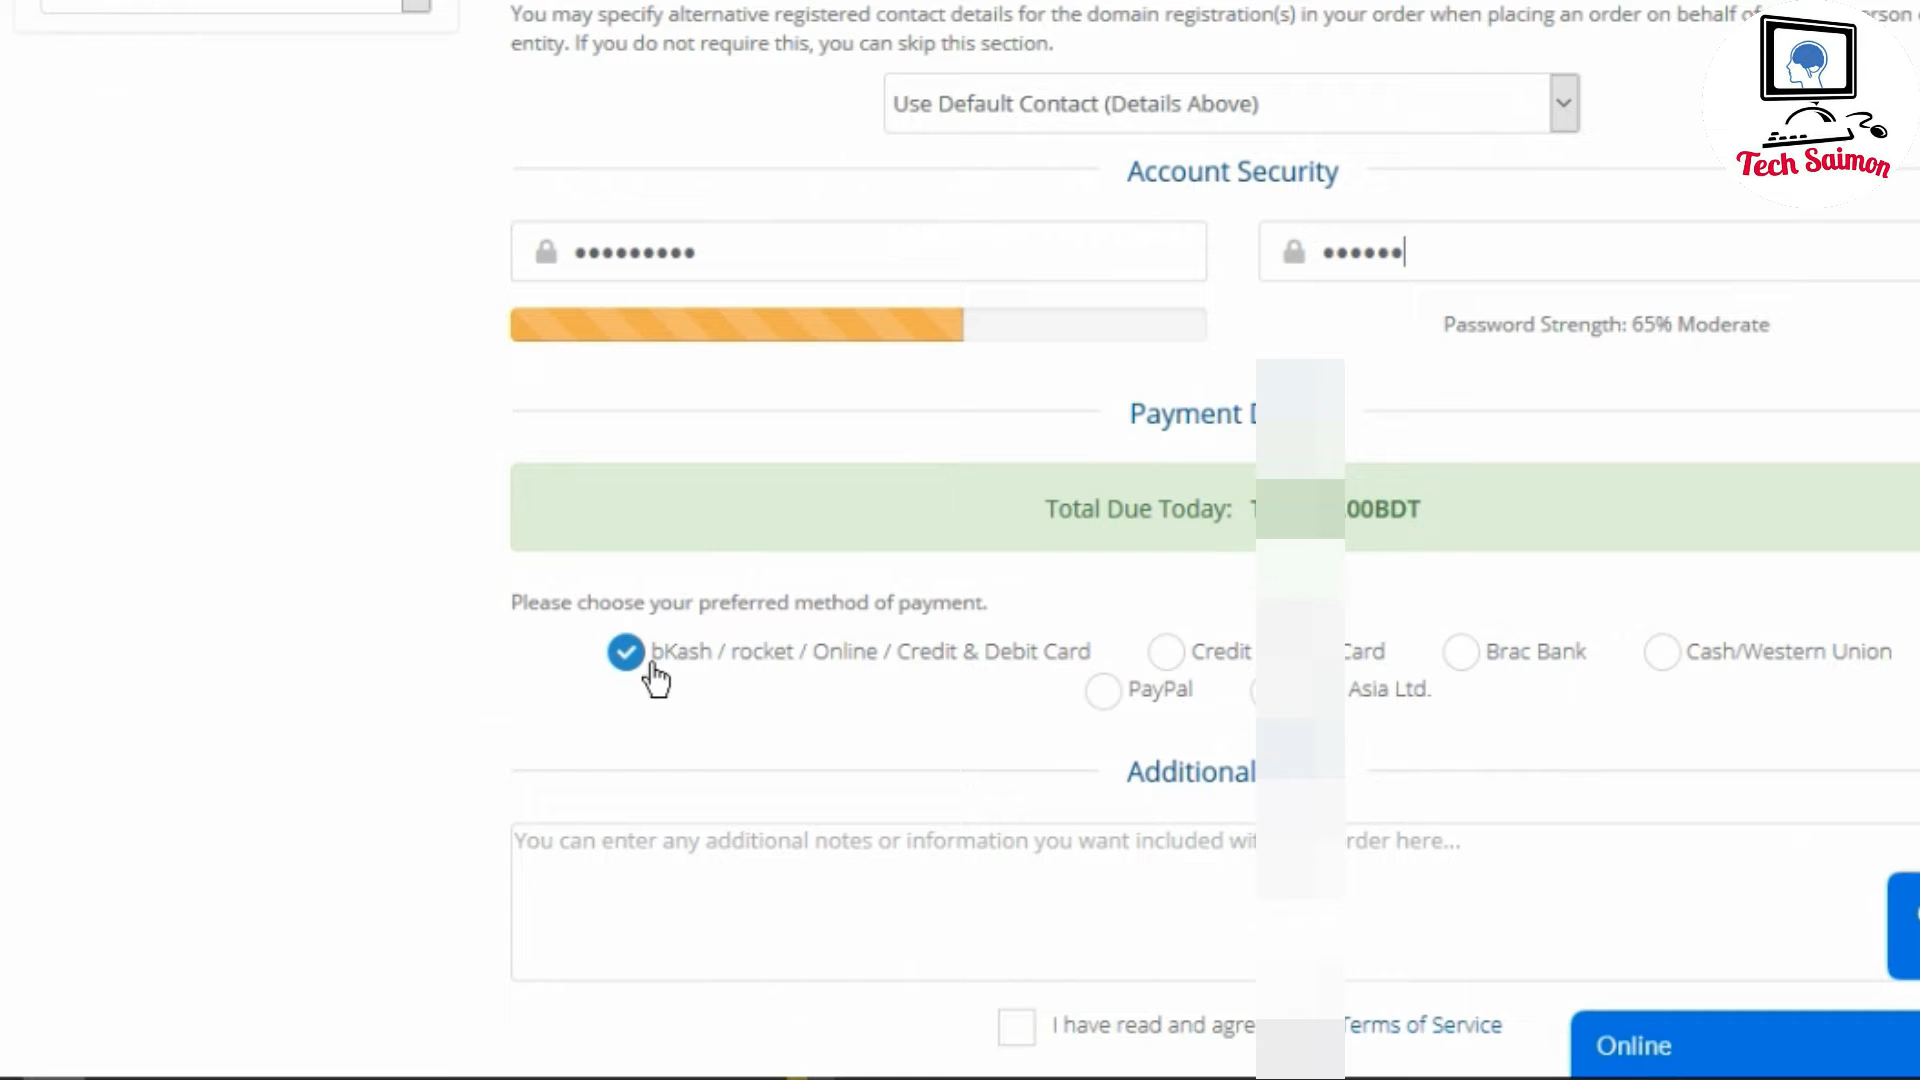 You may specify alternative registered contact details for the domain registration(s) in your order when placing an order on behalf
entity. If you do not require this, you can skip this section.
Tech Saimon
Use Default Contact (Details Above)
Account Security
•••••••••
••••••
Password Strength: 65% Moderate
Payment
Total Due Today: 00BDT
Please choose your preferred method of payment.
bKash / rocket / Online / Credit & Debit Card
Credit Card
Brac Bank
Cash/Western Union
PayPal
Asia Ltd.
Additional
You can enter any additional notes or information you want included here...
I have read and Terms of Service
Online